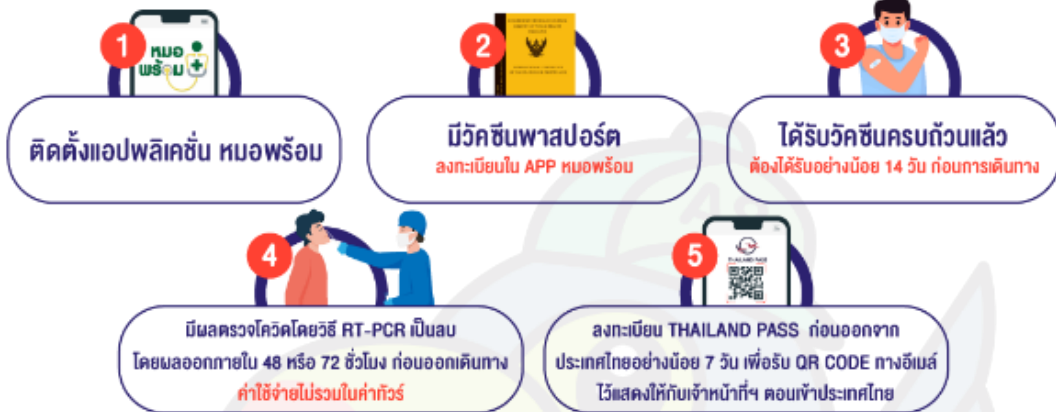 1
หมอ
พร้อม
2
3
ติดตั้งแอปพลิเคชั่น หมอพร้อม
มีวัคซีนพาสปอร์ต
ลงทะเบียนใน APP หมอพร้อม
ได้รับวัคซีนครบถ้วนแล้ว
ต้องได้รับอย่างน้อย 14 วัน ก่อนการเดินทาง
4
5
THAILAND PASS
มีผลตรวจโควิดโดยวิธี RT-PCR เป็นลบ
โดยผลออกภายใน 48 หรือ 72 ชั่วโมง ก่อนออกเดินทาง
ค่าใช้จ่ายไม่รวมในค่าทัวร์
ลงทะเบียน THAILAND PASS ก่อนออกจาก
ประเทศไทยอย่างน้อย 7 วัน เพื่อรับ QR CODE ทางอีเมล์
ไว้แสดงให้กับเจ้าหน้าที่ฯ ตอนเข้าประเทศไทย